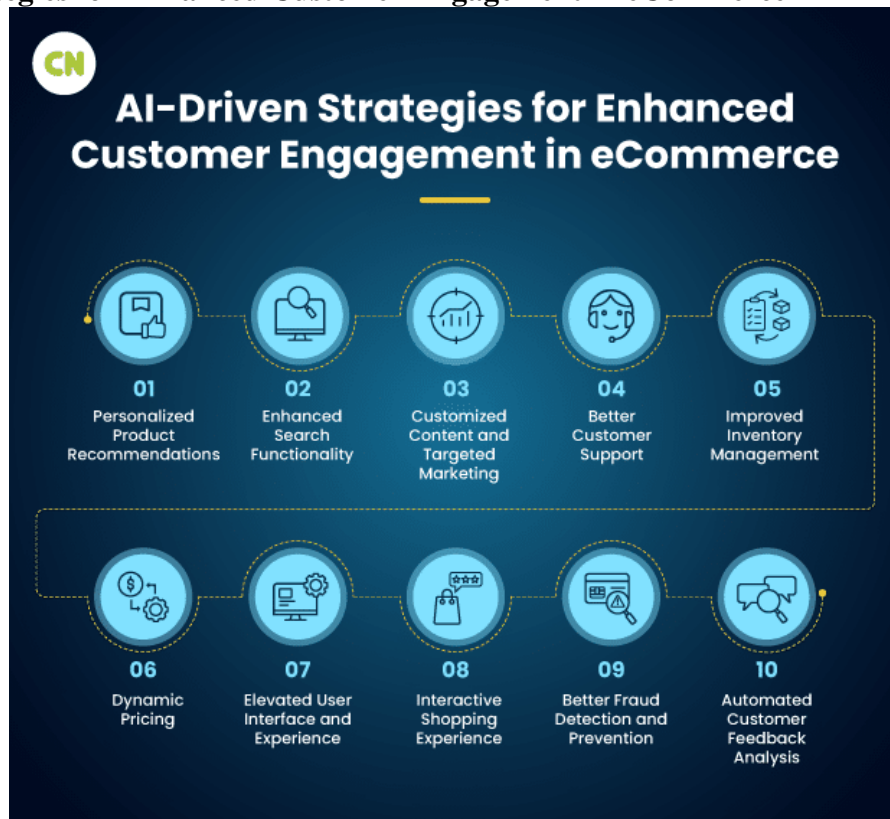 CN
AI-Driven Strategies for Enhanced
Customer Engagement in eCommerce
01
Personalized
Product
Recommendations
02
Enhanced
Search
Functionality
03
Customized
Content and
Targeted
Marketing
04
Better
Customer
Support
05
Improved
Inventory
Management
06
Dynamic
Pricing
07
Elevated User
Interface and
Experience
08
Interactive
Shopping
Experience
09
Better Fraud
Detection and
Prevention
10
Automated
Customer
Feedback
Analysis